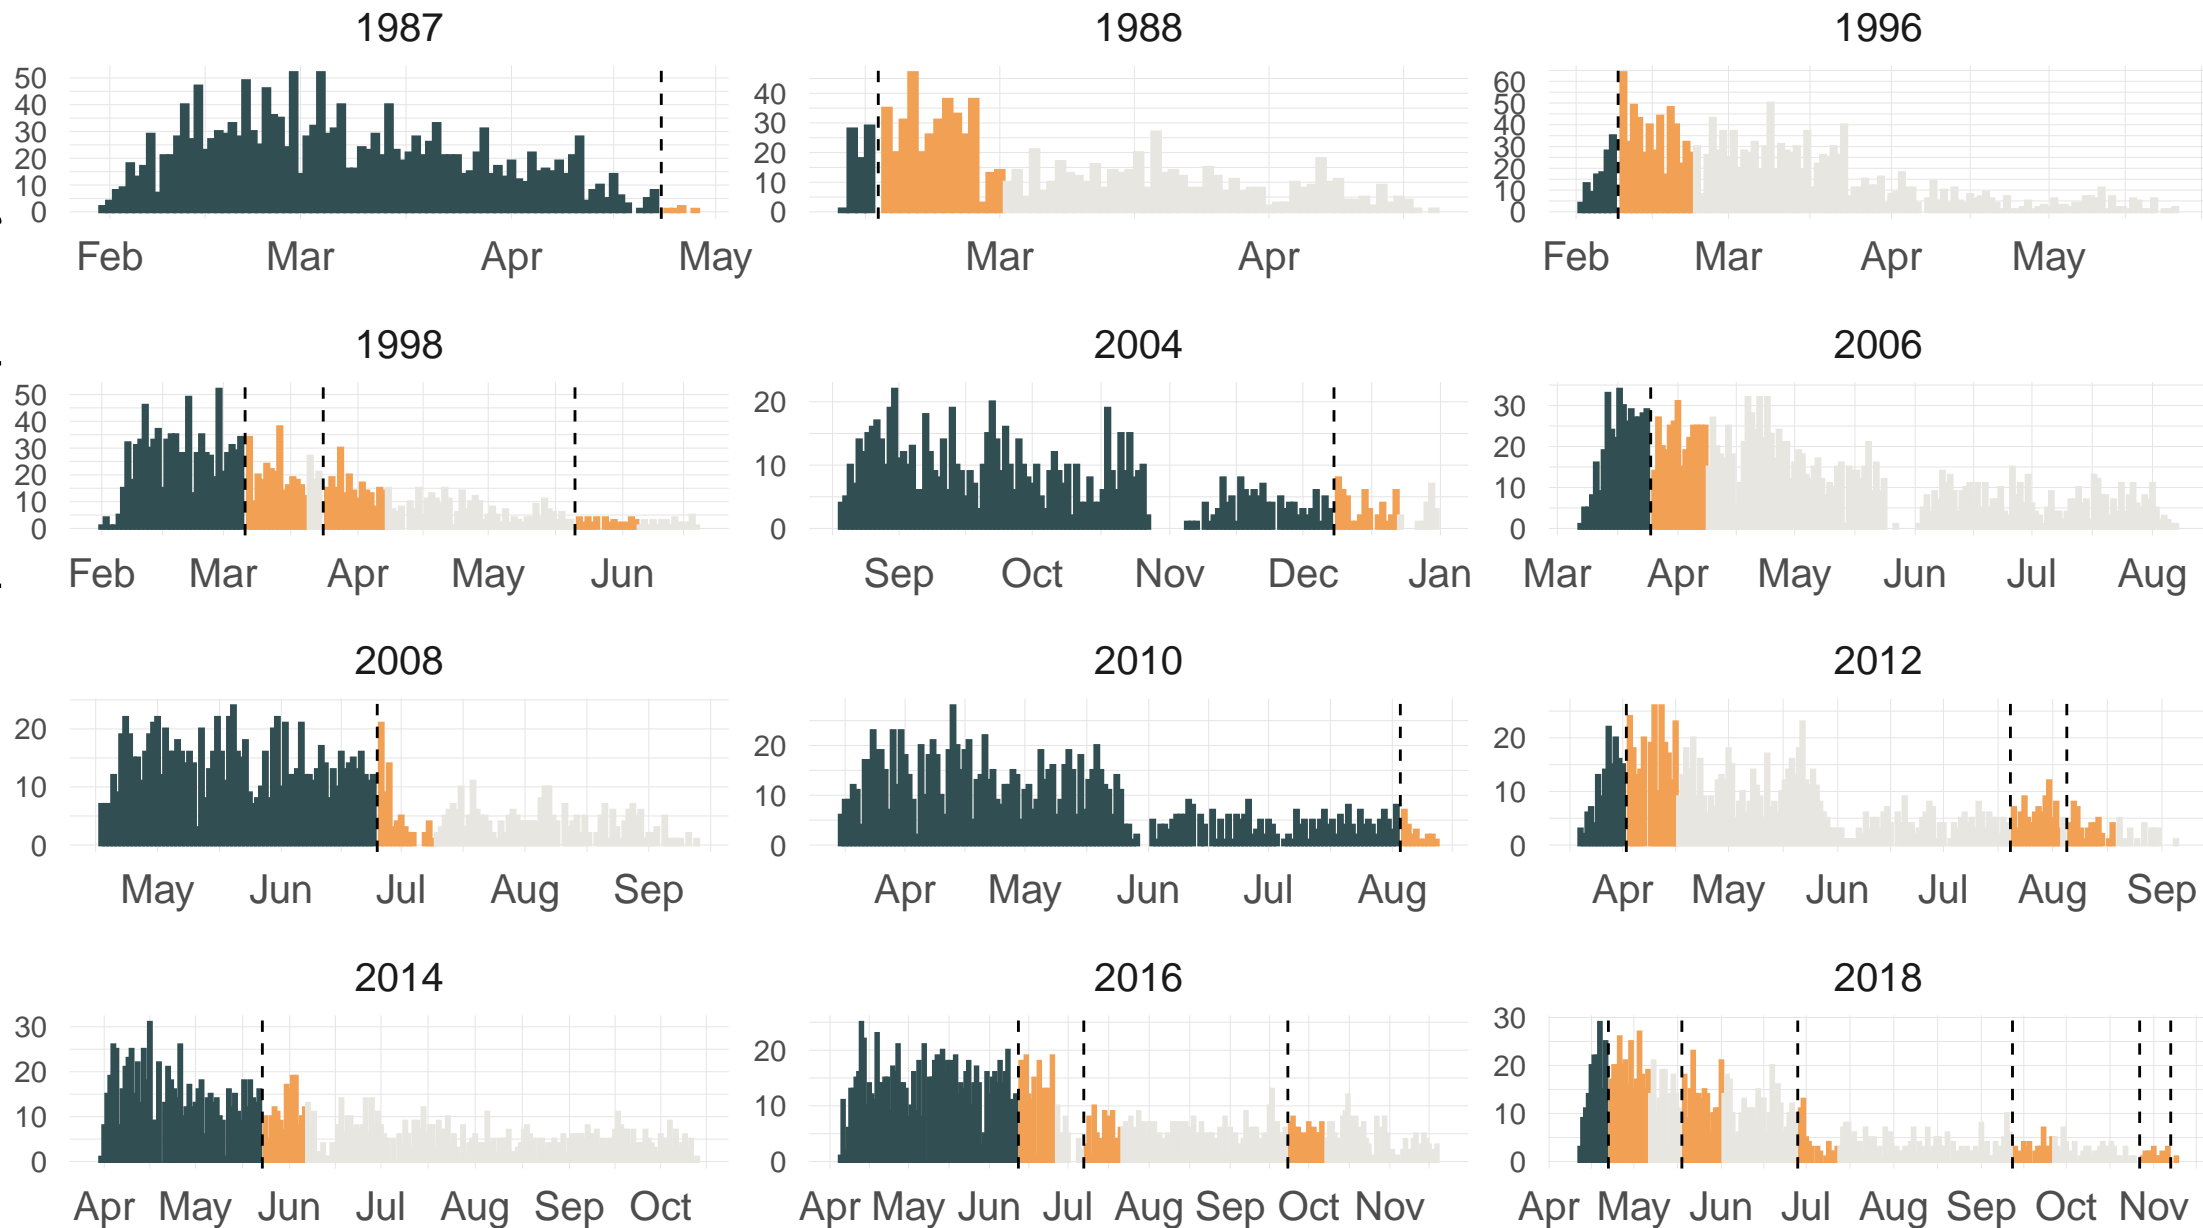 1987 1988 1996
50 40 30 20 10 0
40 30 20 10 0
60 50 40 30 20 10 0
Feb Mar Apr May
Mar Apr
Feb Mar Apr May
1998 2004 2006
50 40 30 20 10 0
20 10 0
30 20 10 0
Feb Mar Apr May Jun
Sep Oct Nov Dec Jan
Mar Apr May Jun Jul Aug
2008 2010 2012
20 10 0
20 10 0
20 10 0
May Jun Jul Aug Sep
Apr May Jun Jul Aug
Apr May Jun Jul Aug Sep
2014 2016 2018
30 20 10 0
20 10 0
30 20 10 0
Apr May Jun Jul Aug Sep Oct
Apr May Jun Jul Aug Sep Oct Nov
Apr May Jun Jul Aug Sep Oct Nov